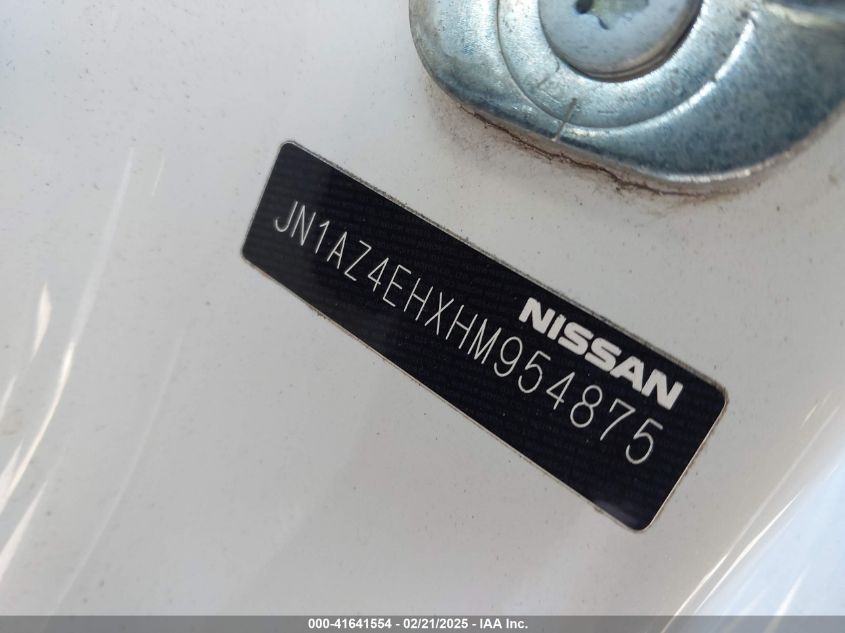 NISSAN
JN1AZ4EHXHM954875
000-41641554 / 02/21/2025 - IAA Inc.